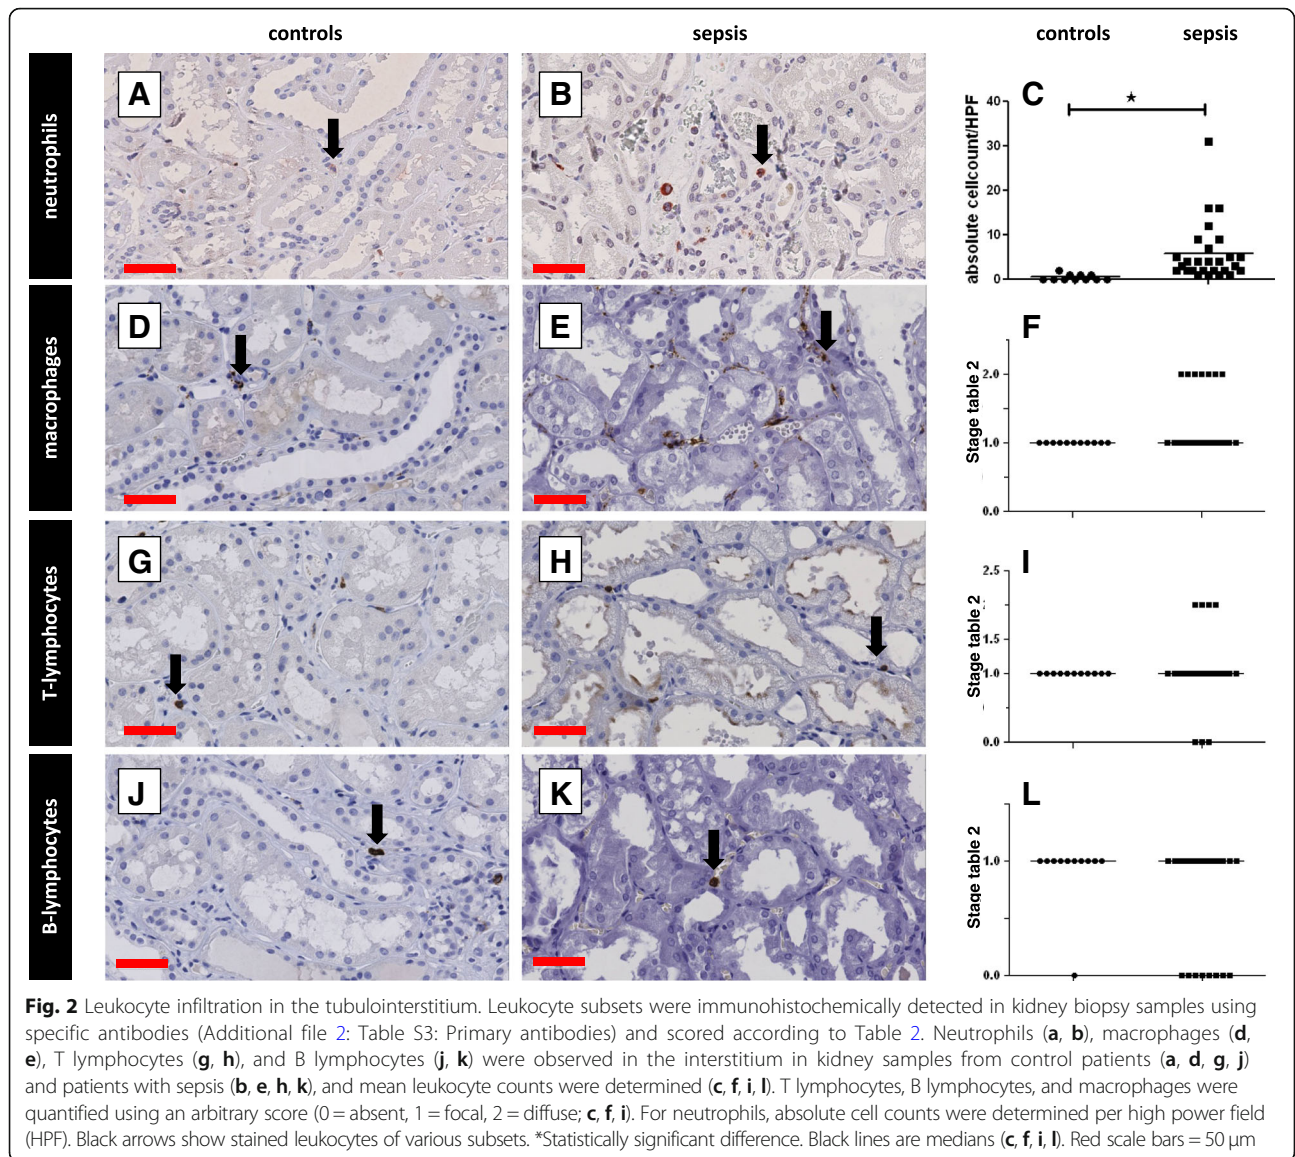 controls sepsis controls sepsis
neutrophils
A
B
C
★
absolute cellcount/HPF
40
30
20
10
0
macrophages
D
E
F
Stage table 2
2.0
1.0
0.0
T-lymphocytes
G
H
I
Stage table 2
2.5
2.0
1.5
1.0
0.0
B-lymphocytes
J
K
L
Stage table 2
1.0
0.0
Fig. 2 Leukocyte infiltration in the tubulointerstitium. Leukocyte subsets were immunohistochemically detected in kidney biopsy samples using
specific antibodies (Additional file 2: Table S3: Primary antibodies) and scored according to Table 2. Neutrophils (a, b), macrophages (d,
e), T lymphocytes (g, h), and B lymphocytes (j, k) were observed in the interstitium in kidney samples from control patients (a, d, g, j)
and patients with sepsis (b, e, h, k), and mean leukocyte counts were determined (c, f, i, l). T lymphocytes, B lymphocytes, and macrophages were
quantified using an arbitrary score (0 = absent, 1 = focal, 2 = diffuse; c, f, i). For neutrophils, absolute cell counts were determined per high power field
(HPF). Black arrows show stained leukocytes of various subsets. *Statistically significant difference. Black lines are medians (c, f, i, l). Red scale bars = 50 μm